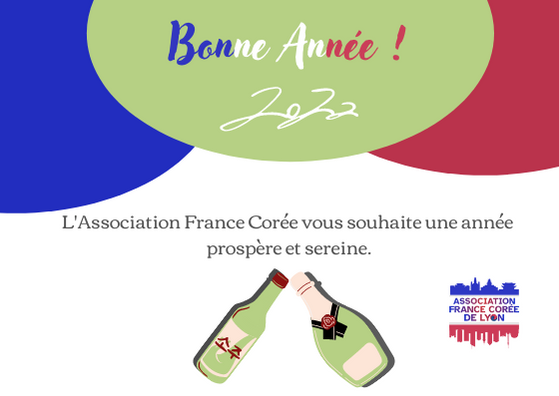 Bonne Année !
2022
L'Association France Corée vous souhaite une année
prospère et sereine.
소주
ASSOCIATION
FRANCE CORÉE
DE LYON